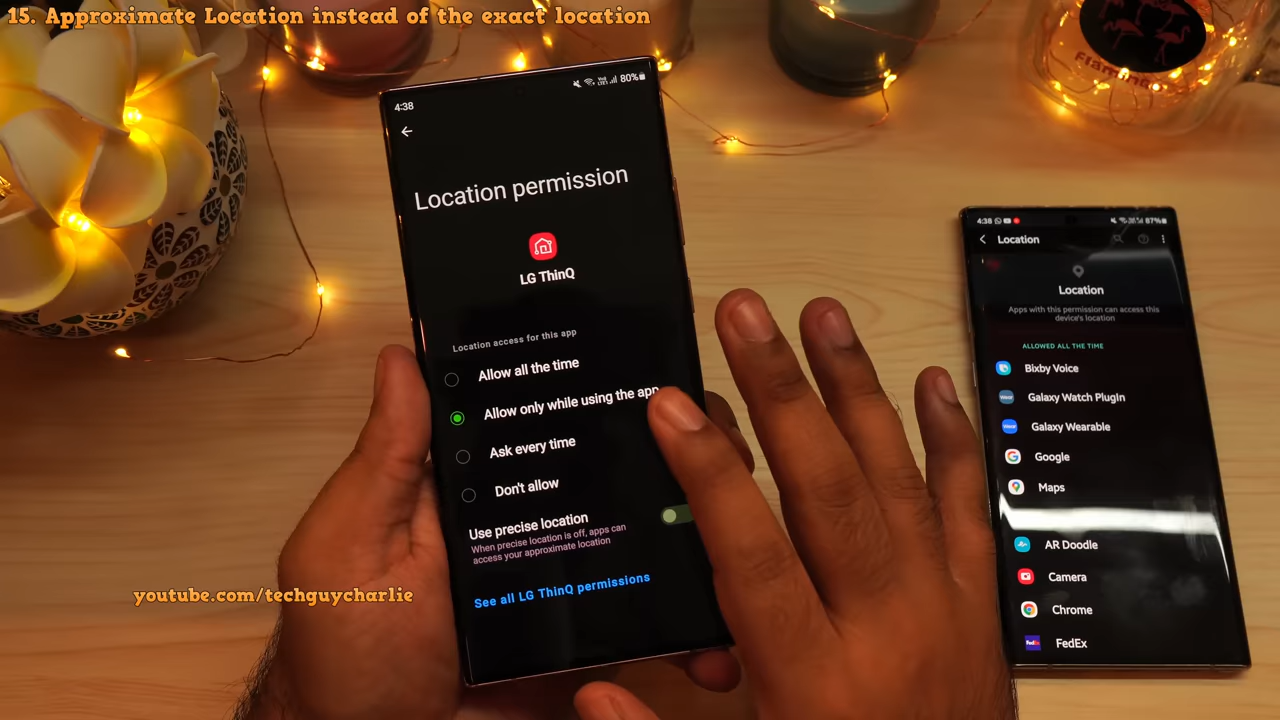 15. Approximate Location instead of the exact location
4:38
80%
Location permission
LG ThinQ
Location access for this app
Allow all the time
Allow only while using the app
Ask every time
Don't allow
Use precise location
When precise location is off, apps can
access your approximate location
See all LG ThinQ permissions
youtube.com/techguycharlie
4:38
87%
Location
Location
Apps with this permission can access this
device's location
ALLOWED ALL THE TIME
Bixby Voice
Galaxy Watch PlugIn
Galaxy Wearable
Google
Maps
AR Doodle
Camera
Chrome
FedEx